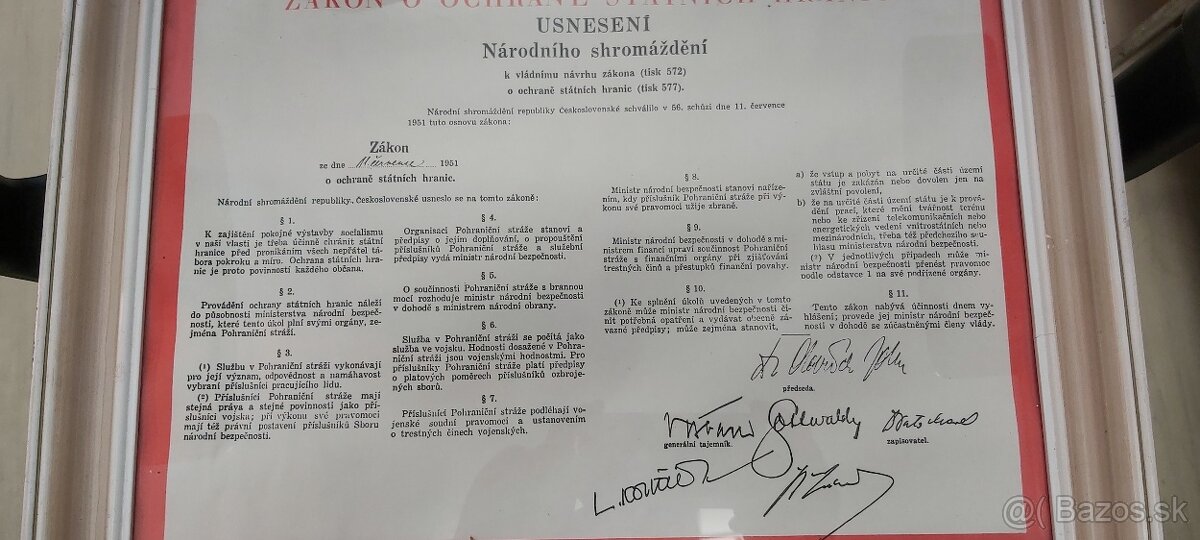 ZÁKON O OCHRANĚ STÁTNÍCH HRANIC
USNESENÍ
Národního shromáždění
k vládnímu návrhu zákona (tisk 572)
o ochraně státních hranic (tisk 577).
Národní shromáždění republiky Československé schválilo v 56. schůzi dne 11. července
1951 tuto osnovu zákona:
Zákon
ze dne 11 července 1951
o ochraně státních hranic.
Národní shromáždění republiky Československé usneslo se na tomto zákoně:
§ 1.
K zajištění pokojné výstavby socialismu
v naší vlasti je třeba účinně chránit státní
hranice před pronikáním všech nepřátel tá-
bora pokroku a míru. Ochrana státních hra-
nic je proto povinností každého občana.
§ 2.
Provádění ochrany státních hranic náleží
do působnosti ministerstva národní bezpeč-
nosti, které tento úkol plní svými orgány, ze-
jména Pohraniční stráží.
§ 3.
(1) Službu v Pohraniční stráži vykonávají
pro její význam, odpovědnost a namáhavost
vybraní příslušníci pracujícího lidu.
(2) Příslušníci Pohraniční stráže mají
stejná práva a stejné povinnosti jako pří-
slušníci vojska; při výkonu své pravomoci
mají též právní postavení příslušníků Sboru
národní bezpečnosti.
§ 4.
Organisaci Pohraniční stráže stanoví a
předpisy o jejím doplňování, o propouštění
příslušníků Pohraniční stráže a služební
předpisy vydá ministr národní bezpečnosti.
§ 5.
O součinnosti Pohraniční stráže s brannou
mocí rozhoduje ministr národní bezpečnosti
v dohodě s ministrem národní obrany.
§ 6.
Služba v Pohraniční stráži se počítá jako
služba ve vojsku. Hodnosti dosažené v Pohra-
niční stráži jsou vojenskými hodnostmi. Pro
příslušníky Pohraniční stráže platí předpisy
o platových poměrech příslušníků ozbroje-
ných sborů.
§ 7.
Příslušníci Pohraniční stráže podléhají vo-
jenské soudní pravomoci a ustanovením
o trestných činech vojenských.
§ 8.
Ministr národní bezpečnosti stanoví naříze-
ním, kdy příslušník Pohraniční stráže při vý-
konu své pravomoci užije zbraně.
§ 9.
Ministr národní bezpečnosti v dohodě s mi-
nistrem financí upraví součinnost Pohraniční
stráže s finančními orgány při zjišťování
trestných činů a přestupků finanční povahy.
§ 10.
(1) Ke splnění úkolů uvedených v tomto
zákoně může ministr národní bezpečnosti či-
nit potřebná opatření a vydávat obecně zá-
vazné předpisy; může zejména stanovit,
a) že vstup a pobyt na určité části území
státu je zakázán nebo dovolen jen na
zvláštní povolení,
b) že na určité části území státu je k pro-
vádění prací, které mění tvářnost terénu
nebo ke zřízení telekomunikačních nebo
energetických vedení vnitrostátních nebo
mezinárodních, třeba též předchozího sou-
hlasu ministerstva národní bezpečnosti.
(2) V jednotlivých případech může mi-
nistr národní bezpečnosti přenést pravomoc
podle odstavce 1 na své podřízené orgány.
§ 11.
Tento zákon nabývá účinnosti dnem vy-
hlášení; provede jej ministr národní bezpeč-
nosti v dohodě se zúčastněnými členy vlády.
předseda.
Gottwald
generální tajemník.
zapisovatel.
Bazos.sk